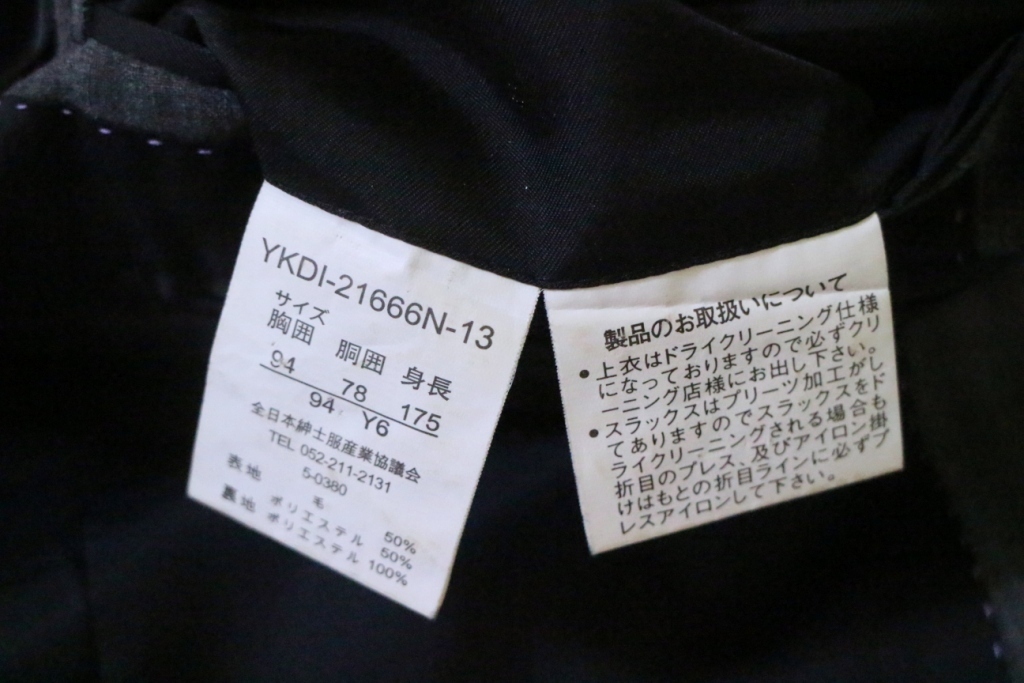 YKDI-21666N-13
サイズ
胸囲 胴囲 身長
94 78 175
94 Y6
全日本紳士服産業協議会
TEL 052-211-2131
5-0380
表地 毛 50%
ポリエステル 50%
裏地 ポリエステル 100%
製品のお取扱いについて
●上衣はドライクリーニング仕様
になっておりますので必ずクリ
ーニング店様にお出し下さい。
●スラックスはプリーツ加工がし
てありますのでスラックスをド
ライクリーニングされる場合も
折目のプレス、及びアイロン掛
けはもとの折目ラインに必ずプ
レスアイロンして下さい。